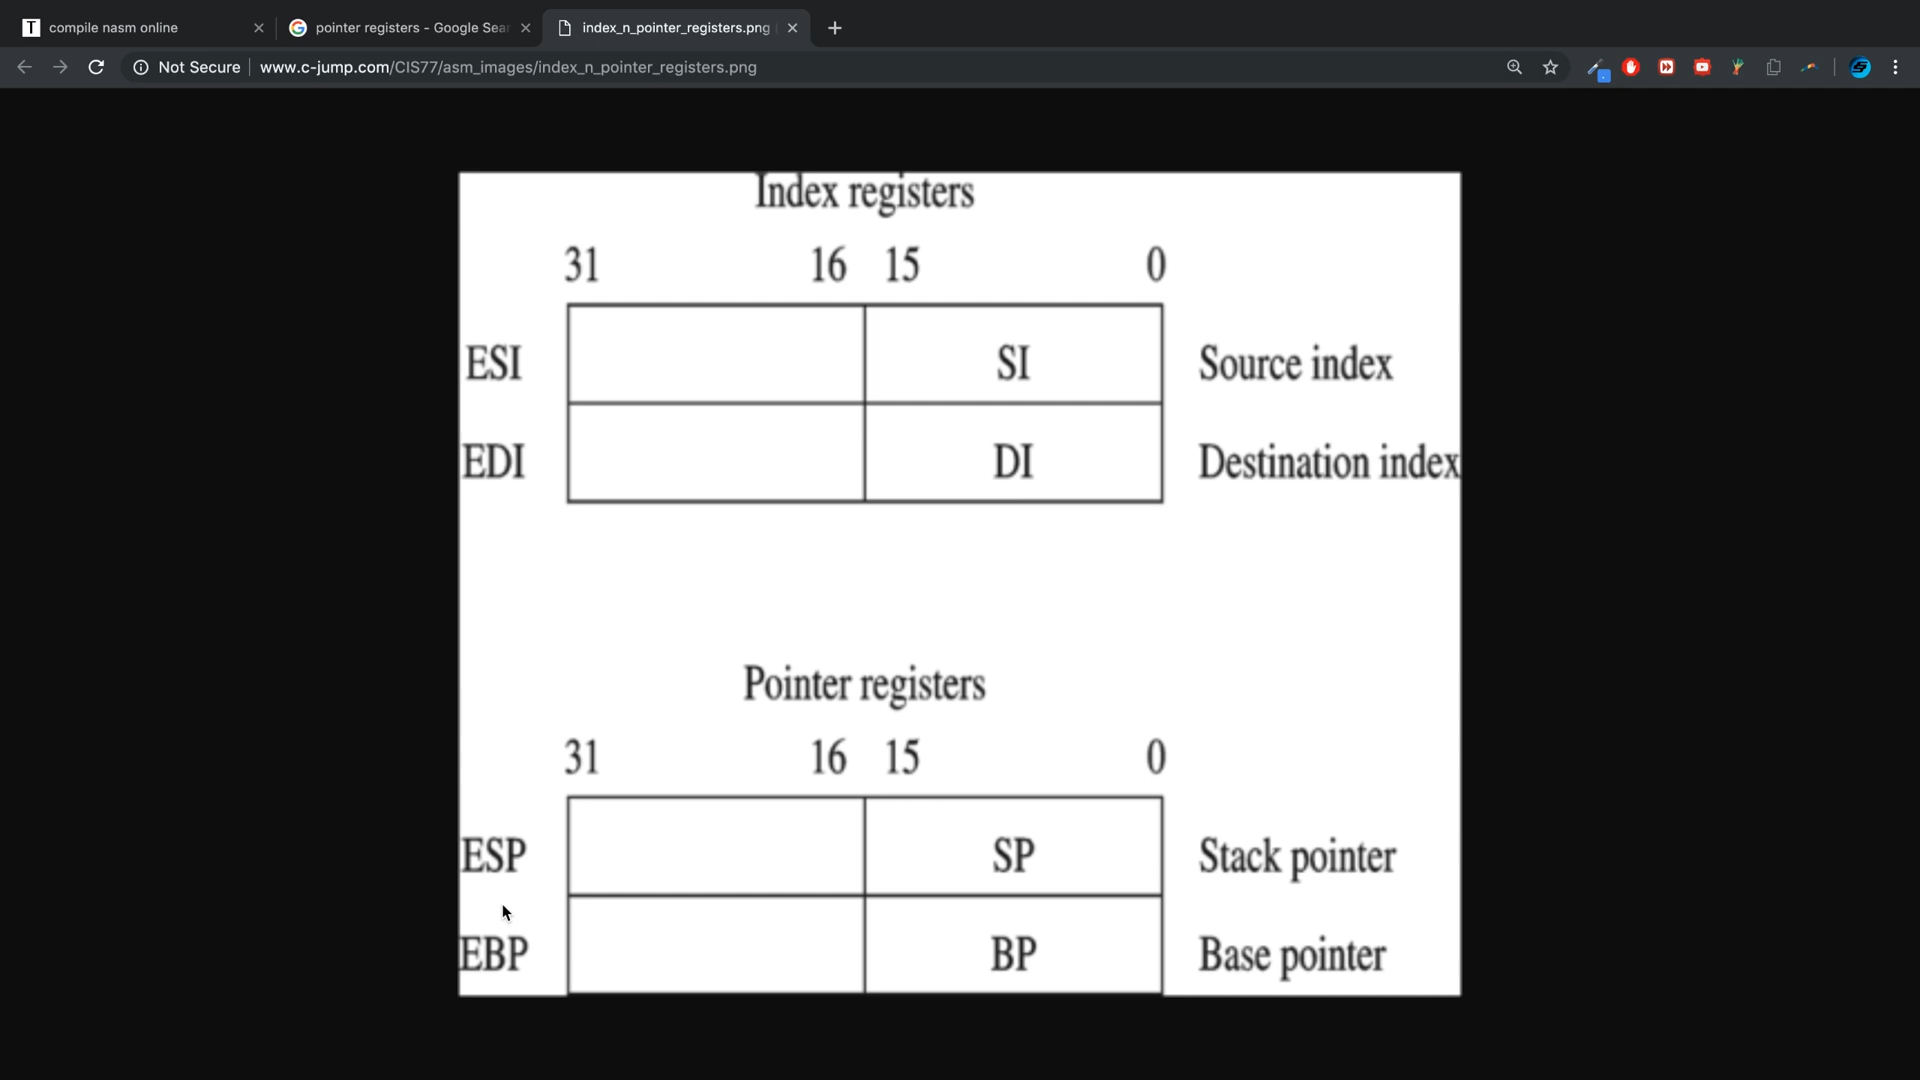 compile nasm online
pointer registers - Google Sear
index_n_pointer_registers.png
Not Secure
www.c-jump.com/CIS77/asm_images/index_n_pointer_registers.png
Index registers
31 16 15 0
ESI SI Source index
EDI DI Destination index
Pointer registers
31 16 15 0
ESP SP Stack pointer
EBP BP Base pointer